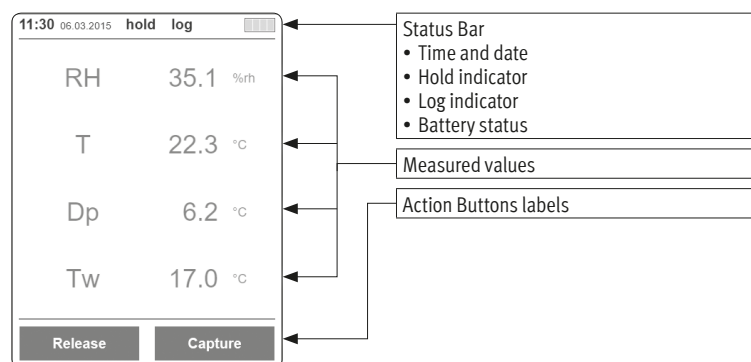 11:30 06.03.2015 hold log
RH 35.1 %rh
T 22.3 °C
Dp 6.2 °C
Tw 17.0 °C
Release Capture
Status Bar
• Time and date
• Hold indicator
• Log indicator
• Battery status
Measured values
Action Buttons labels